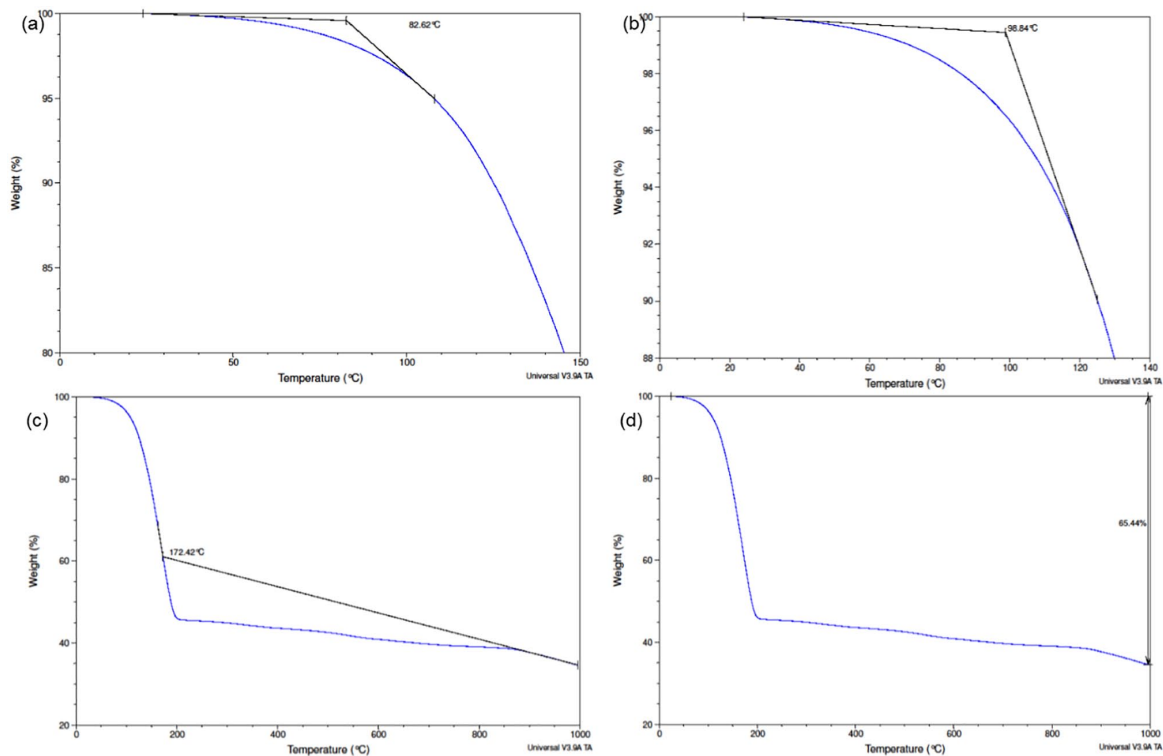 (a)
82.62°C
100
95
90
85
80
Weight (%)
0
50
100
150
Temperature (°C)
Universal V3.9A TA
(b)
98.84°C
100
98
96
94
92
90
88
Weight (%)
0
20
40
60
80
100
120
140
Temperature (°C)
Universal V3.9A TA
(c)
172.42°C
100
80
60
40
20
Weight (%)
0
200
400
600
800
1000
Temperature (°C)
Universal V3.9A TA
(d)
65.44%
100
80
60
40
20
Weight (%)
0
200
400
600
800
1000
Temperature (°C)
Universal V3.9A TA